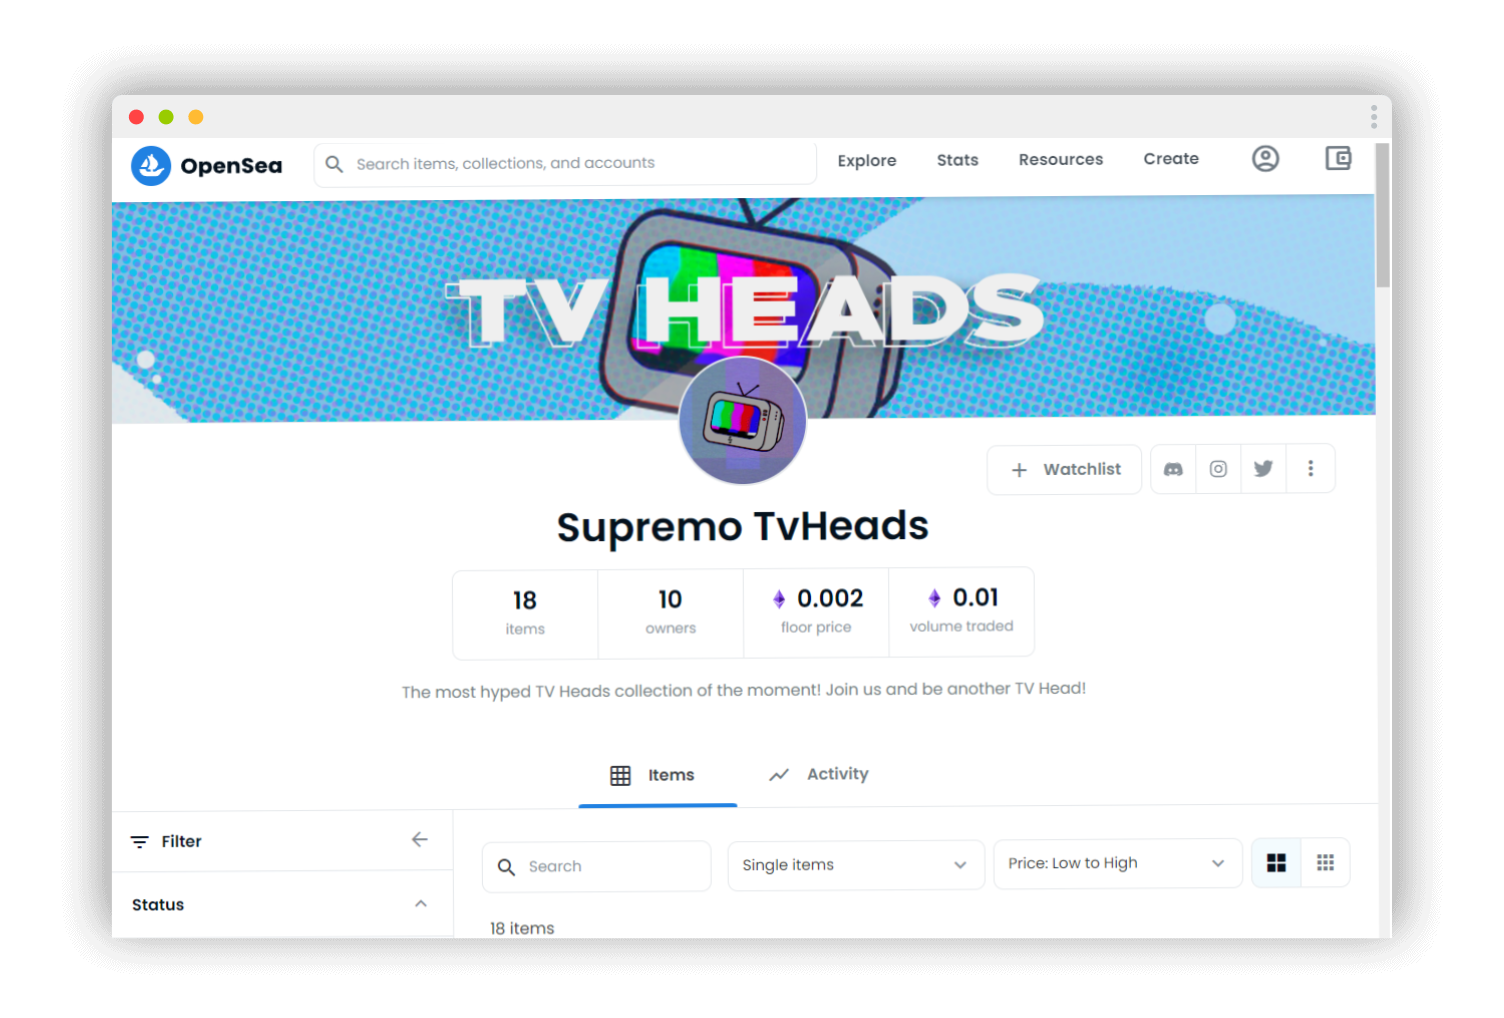 OpenSea
Search items, collections, and accounts
Explore
Stats
Resources
Create
TV HEADS
Watchlist
Supremo TvHeads
18
items
10
owners
0.002
floor price
0.01
volume traded
The most hyped TV Heads collection of the moment! Join us and be another TV Head!
Items
Activity
Filter
Search
Single items
Price: Low to High
Status
18 items